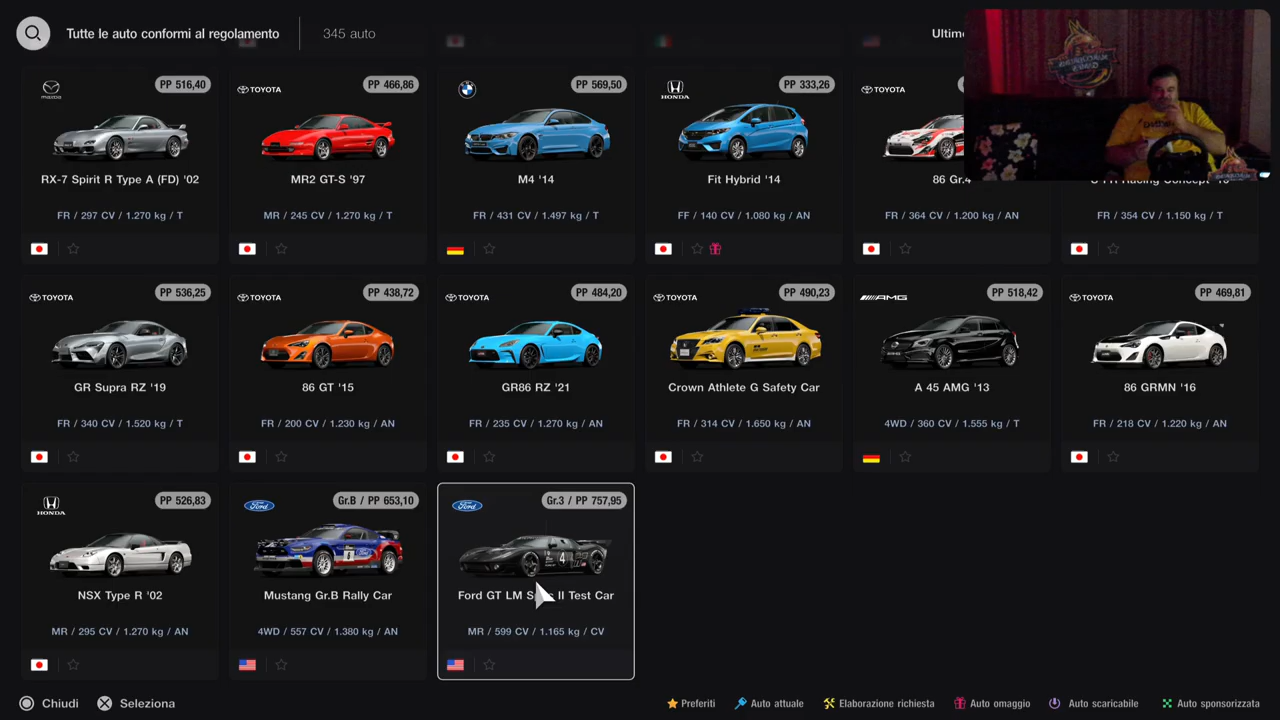 Tutte le auto conformi al regolamento
345 auto
Ultime
mazda
PP 516,40
RX-7 Spirit R Type A (FD) '02
FR / 297 CV / 1.270 kg / T
TOYOTA
PP 466,86
MR2 GT-S '97
MR / 245 CV / 1.270 kg / T
PP 569,50
M4 '14
FR / 431 CV / 1.497 kg / T
HONDA
PP 333,26
Fit Hybrid '14
FF / 140 CV / 1.080 kg / AN
TOYOTA
86 Gr.4
FR / 364 CV / 1.200 kg / AN
FR / 354 CV / 1.150 kg / T
TOYOTA
PP 536,25
GR Supra RZ '19
FR / 340 CV / 1.520 kg / T
TOYOTA
PP 438,72
86 GT '15
FR / 200 CV / 1.230 kg / AN
TOYOTA
PP 484,20
GR86 RZ '21
FR / 235 CV / 1.270 kg / AN
TOYOTA
PP 490,23
Crown Athlete G Safety Car
FR / 314 CV / 1.650 kg / AN
AMG
PP 518,42
A 45 AMG '13
4WD / 360 CV / 1.555 kg / T
TOYOTA
PP 469,81
86 GRMN '16
FR / 218 CV / 1.220 kg / AN
HONDA
PP 526,83
NSX Type R '02
MR / 295 CV / 1.270 kg / AN
Ford
Gr.B / PP 653,10
Mustang Gr.B Rally Car
4WD / 557 CV / 1.380 kg / AN
Ford
Gr.3 / PP 757,95
4
Ford GT LM II Test Car
MR / 599 CV / 1.165 kg / CV
Chiudi
Seleziona
Preferiti
Auto attuale
Elaborazione richiesta
Auto omaggio
Auto scaricabile
Auto sponsorizzata